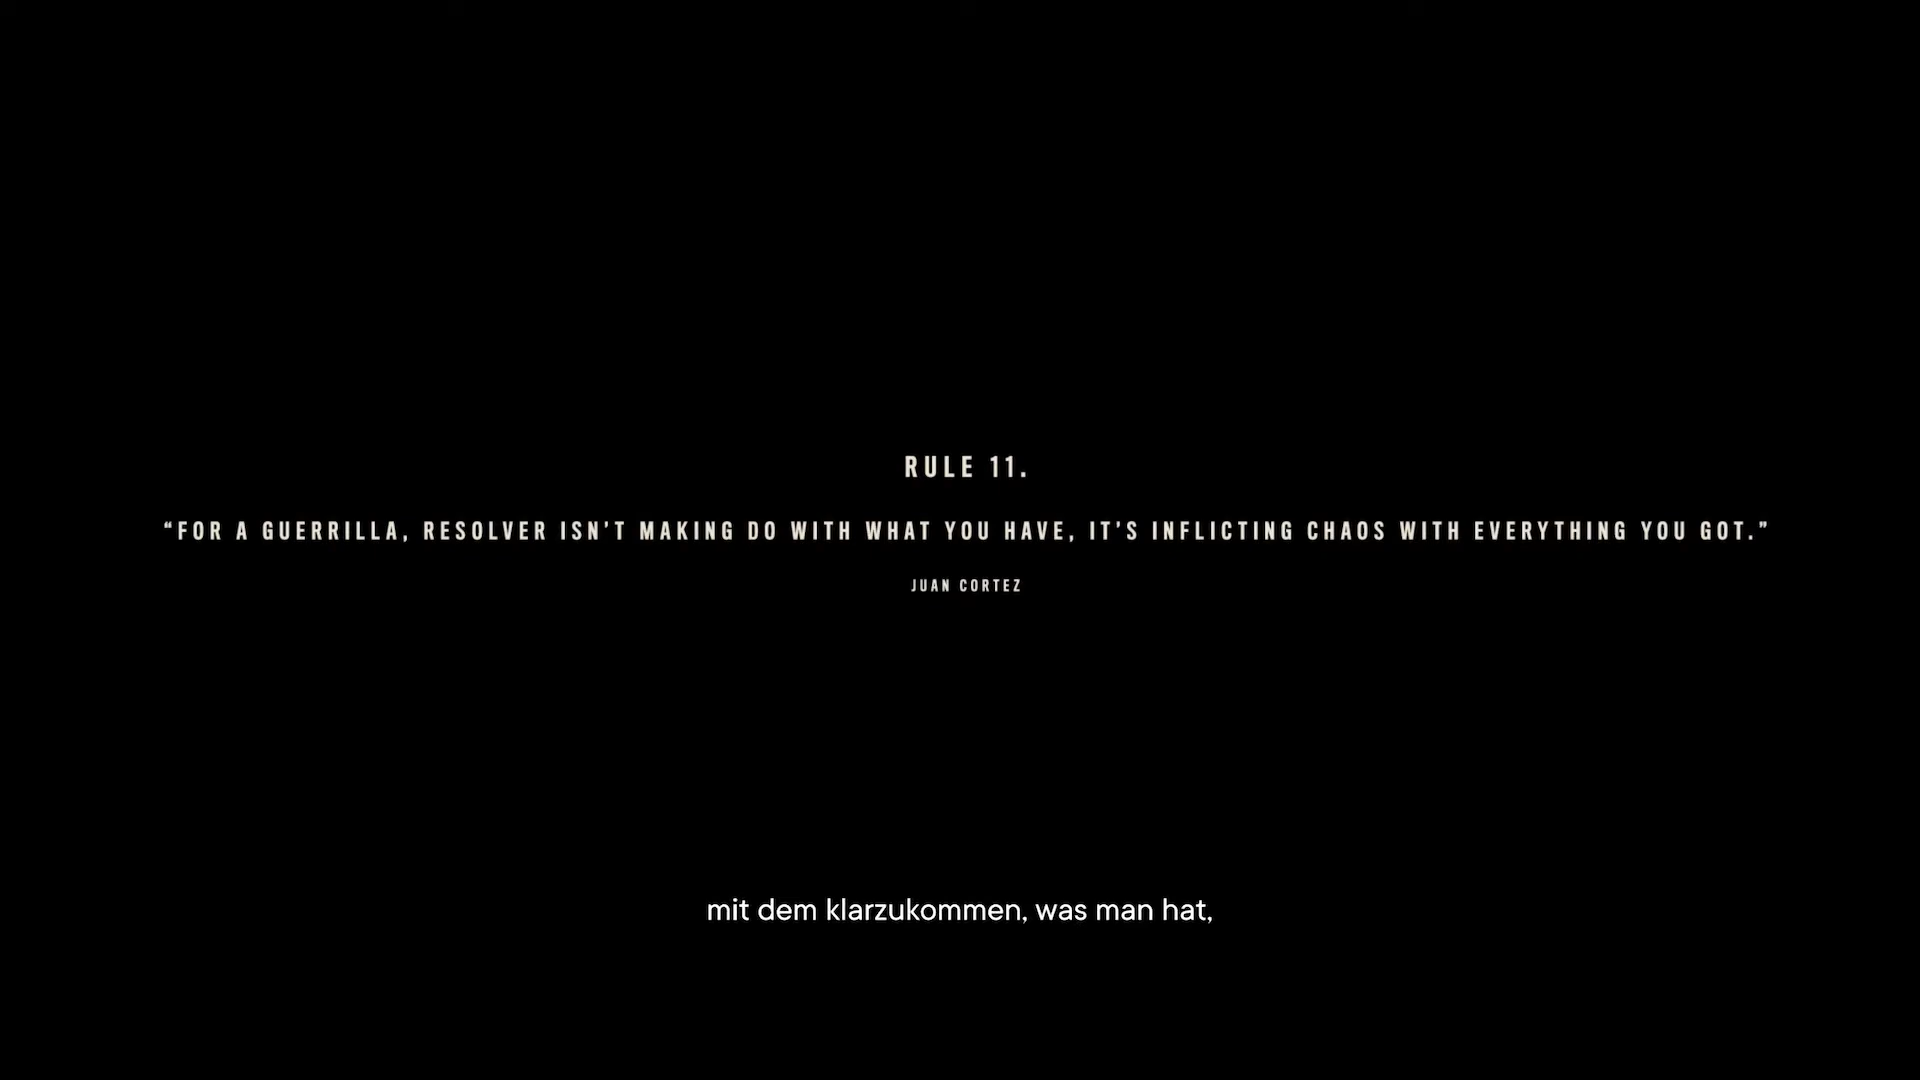 RULE 11.
“FOR A GUERRILLA, RESOLVER ISN’T MAKING DO WITH WHAT YOU HAVE, IT’S INFLICTING CHAOS WITH EVERYTHING YOU GOT.”
JUAN CORTEZ
mit dem klarzukommen, was man hat,